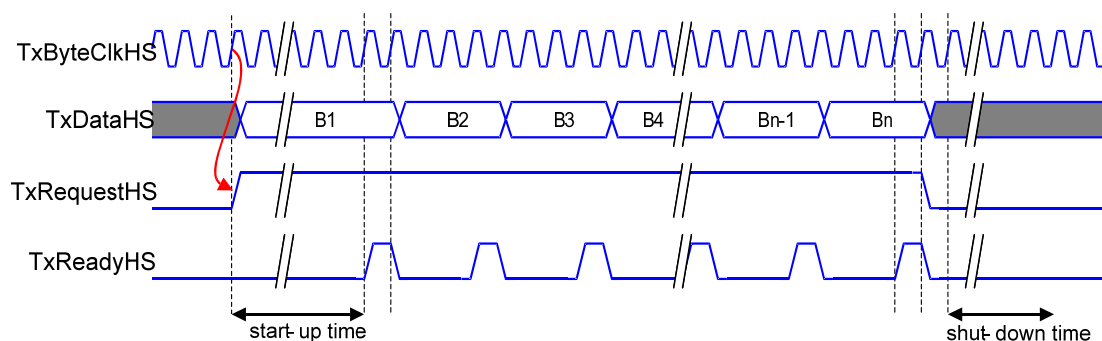 TxByteClkHS
TxDataHS
B1 B2 B3 B4 Bn-1 Bn
TxRequestHS
TxReadyHS
start-up time
shut-down time